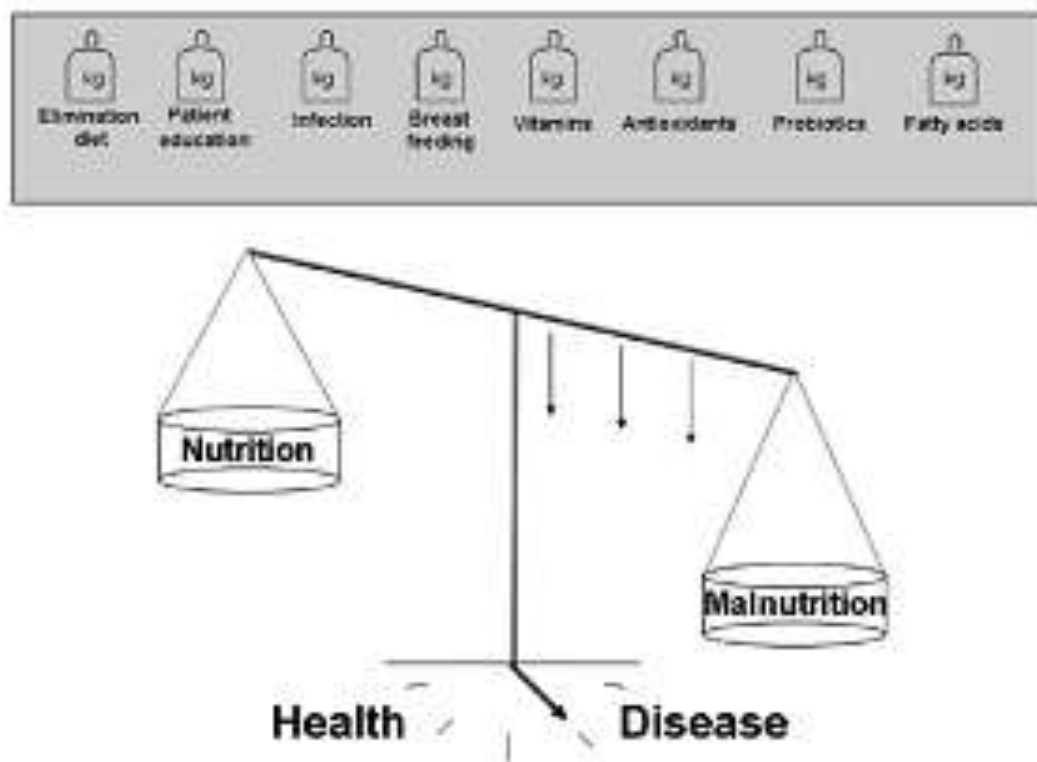 kg kg kg kg kg kg kg kg
Elimination diet
Patient education
Infection
Breast feeding
Vitamins
Antioxidants
Probiotics
Fatty acids
Nutrition
Malnutrition
Health Disease